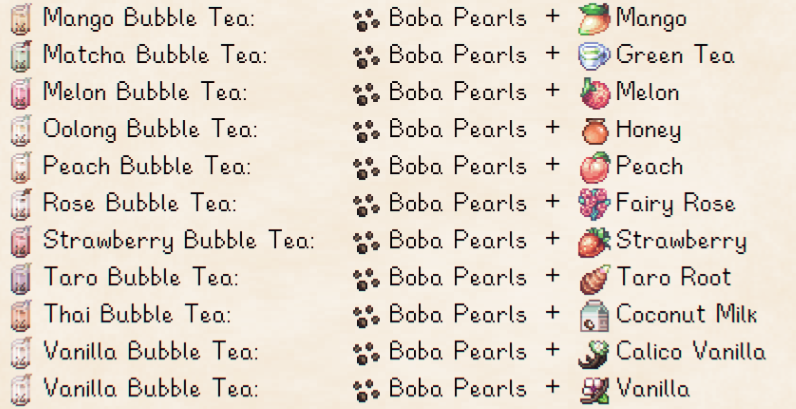 Mango Bubble Tea: Boba Pearls + Mango
Matcha Bubble Tea: Boba Pearls + Green Tea
Melon Bubble Tea: Boba Pearls + Melon
Oolong Bubble Tea: Boba Pearls + Honey
Peach Bubble Tea: Boba Pearls + Peach
Rose Bubble Tea: Boba Pearls + Fairy Rose
Strawberry Bubble Tea: Boba Pearls + Strawberry
Taro Bubble Tea: Boba Pearls + Taro Root
Thai Bubble Tea: Boba Pearls + Coconut Milk
Vanilla Bubble Tea: Boba Pearls + Calico Vanilla
Vanilla Bubble Tea: Boba Pearls + Vanilla